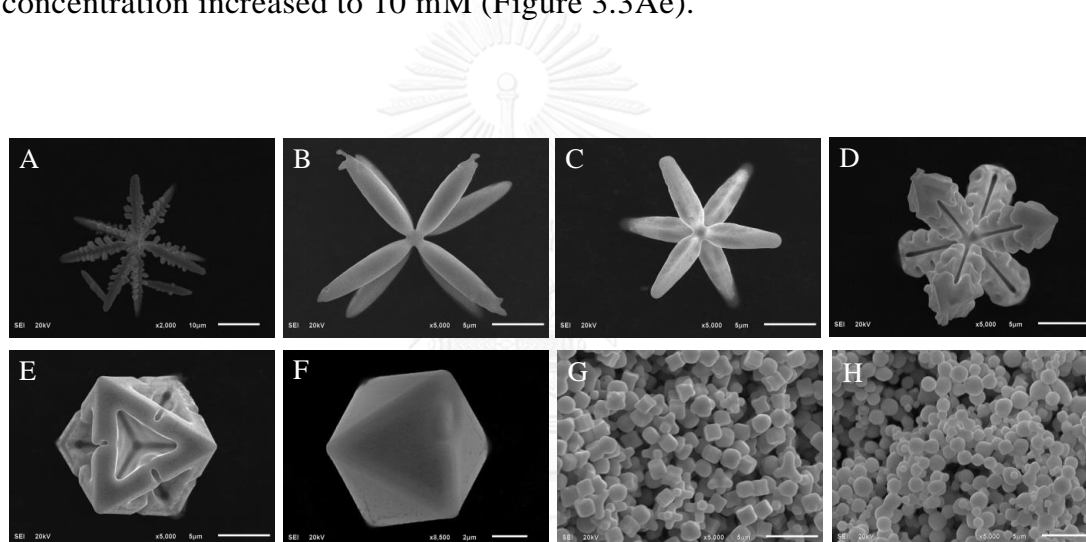 concentration increased to 10 mM (Figure 3.3Ae).
A
SEI 20kV x2,000 10μm
B
SEI 20kV x5,000 5μm
C
SEI 20kV x5,000 5μm
D
SEI 20kV x5,000 5μm
E
SEI 20kV x5,000 5μm
F
SEI 20kV x8,500 2μm
G
SEI 20kV x5,000 5μm
H
SEI 20kV x5,000 5μm